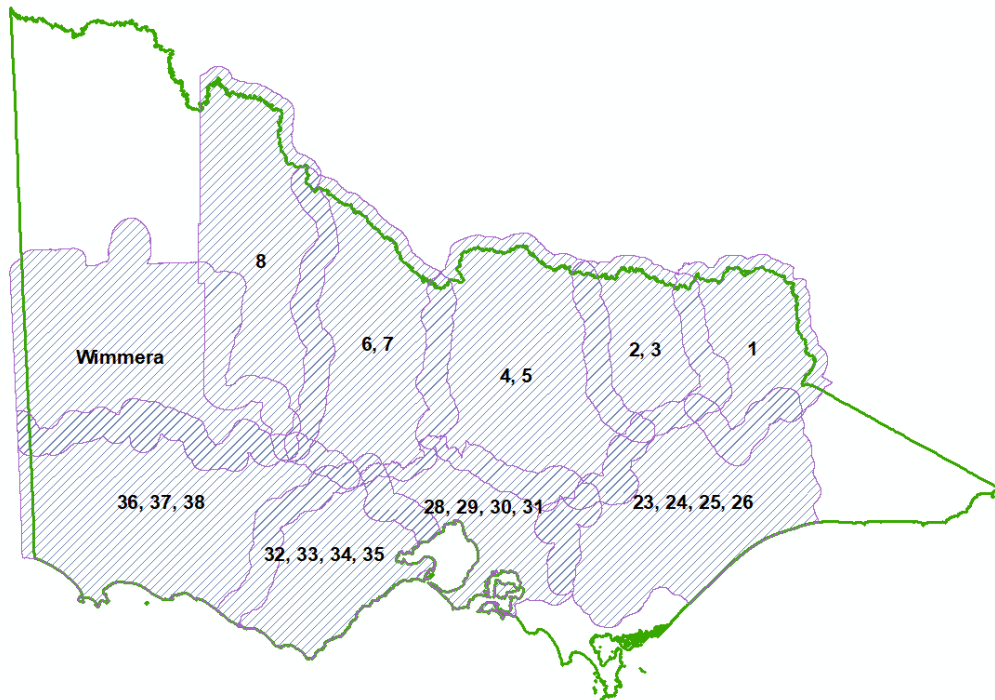 8
6, 7
2, 3
1
Wimmera
4, 5
36, 37, 38
28, 29, 30, 31
23, 24, 25, 26
32, 33, 34, 35